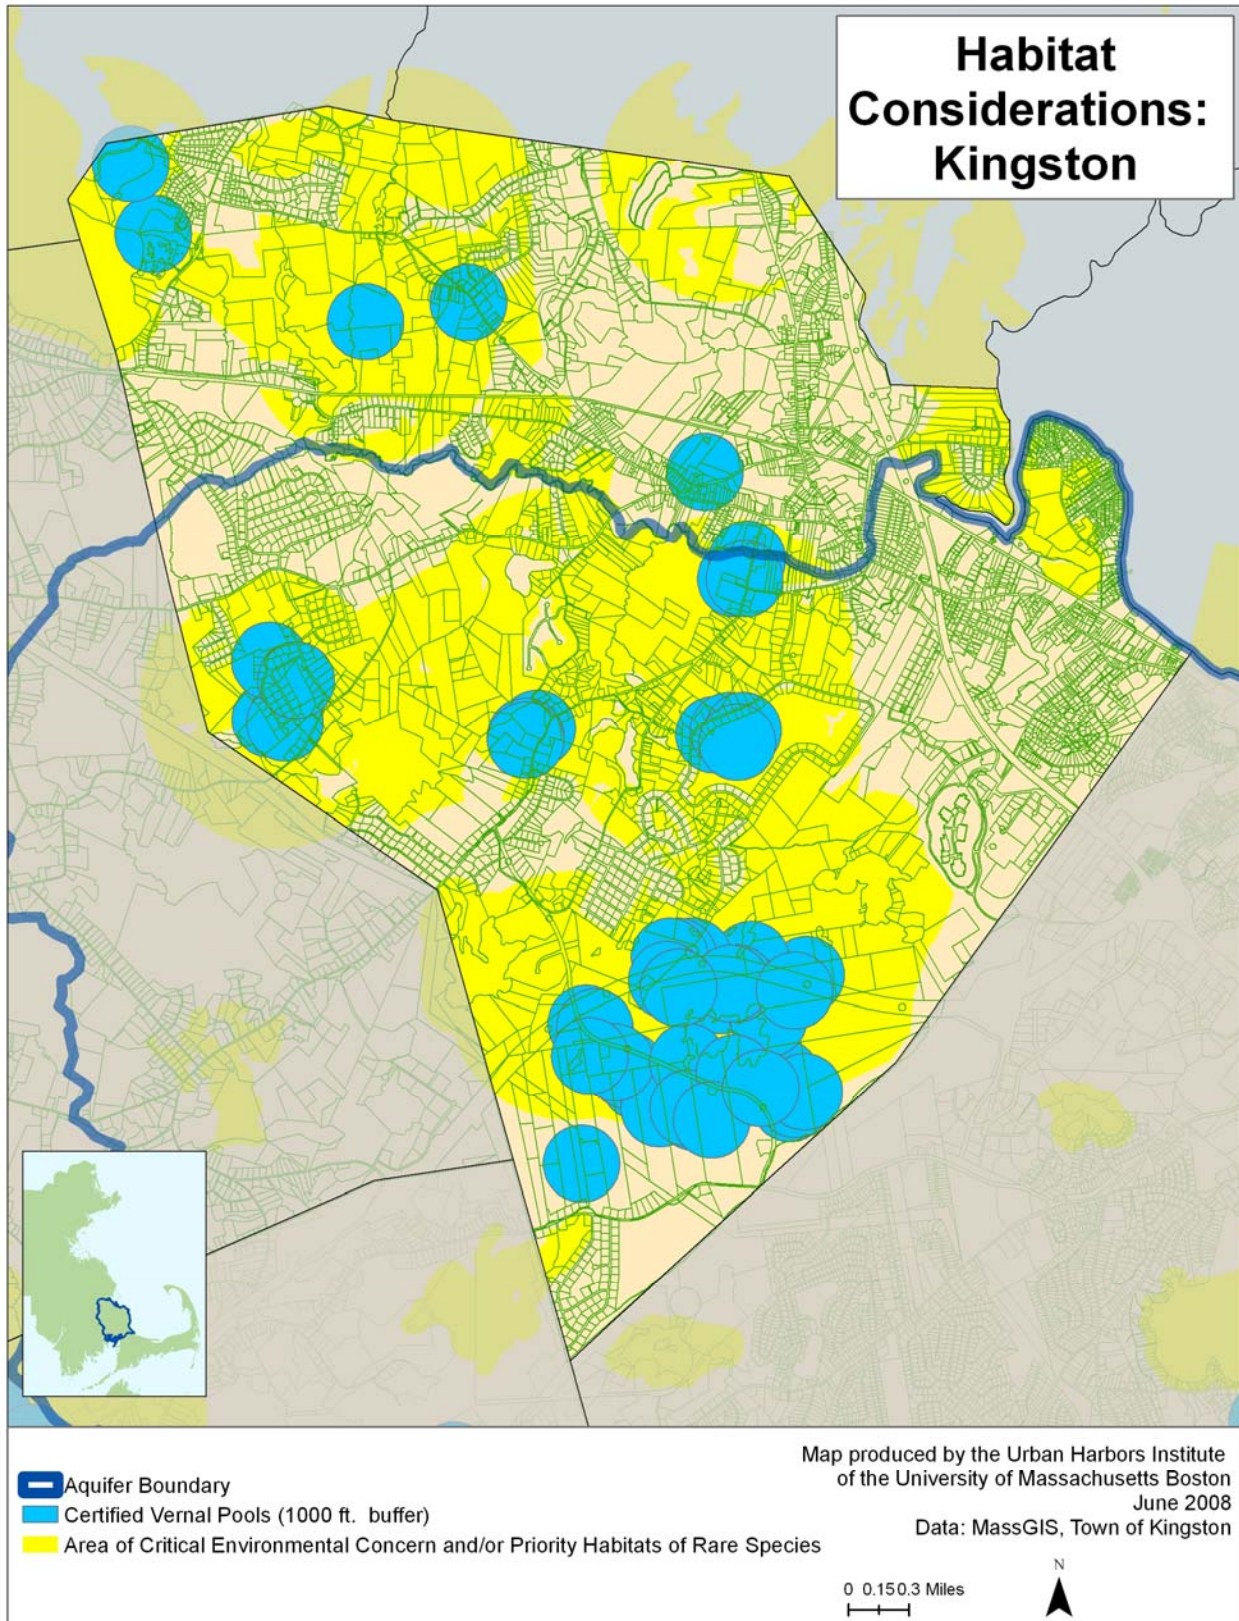 Habitat
Considerations:
Kingston
Aquifer Boundary
Certified Vernal Pools (1000 ft.  buffer)
Area of Critical Environmental Concern and/or Priority Habitats of Rare Species
Map produced by the Urban Harbors Institute
of the University of Massachusetts Boston
June 2008
Data: MassGIS, Town of Kingston
0 0.150.3 Miles
N